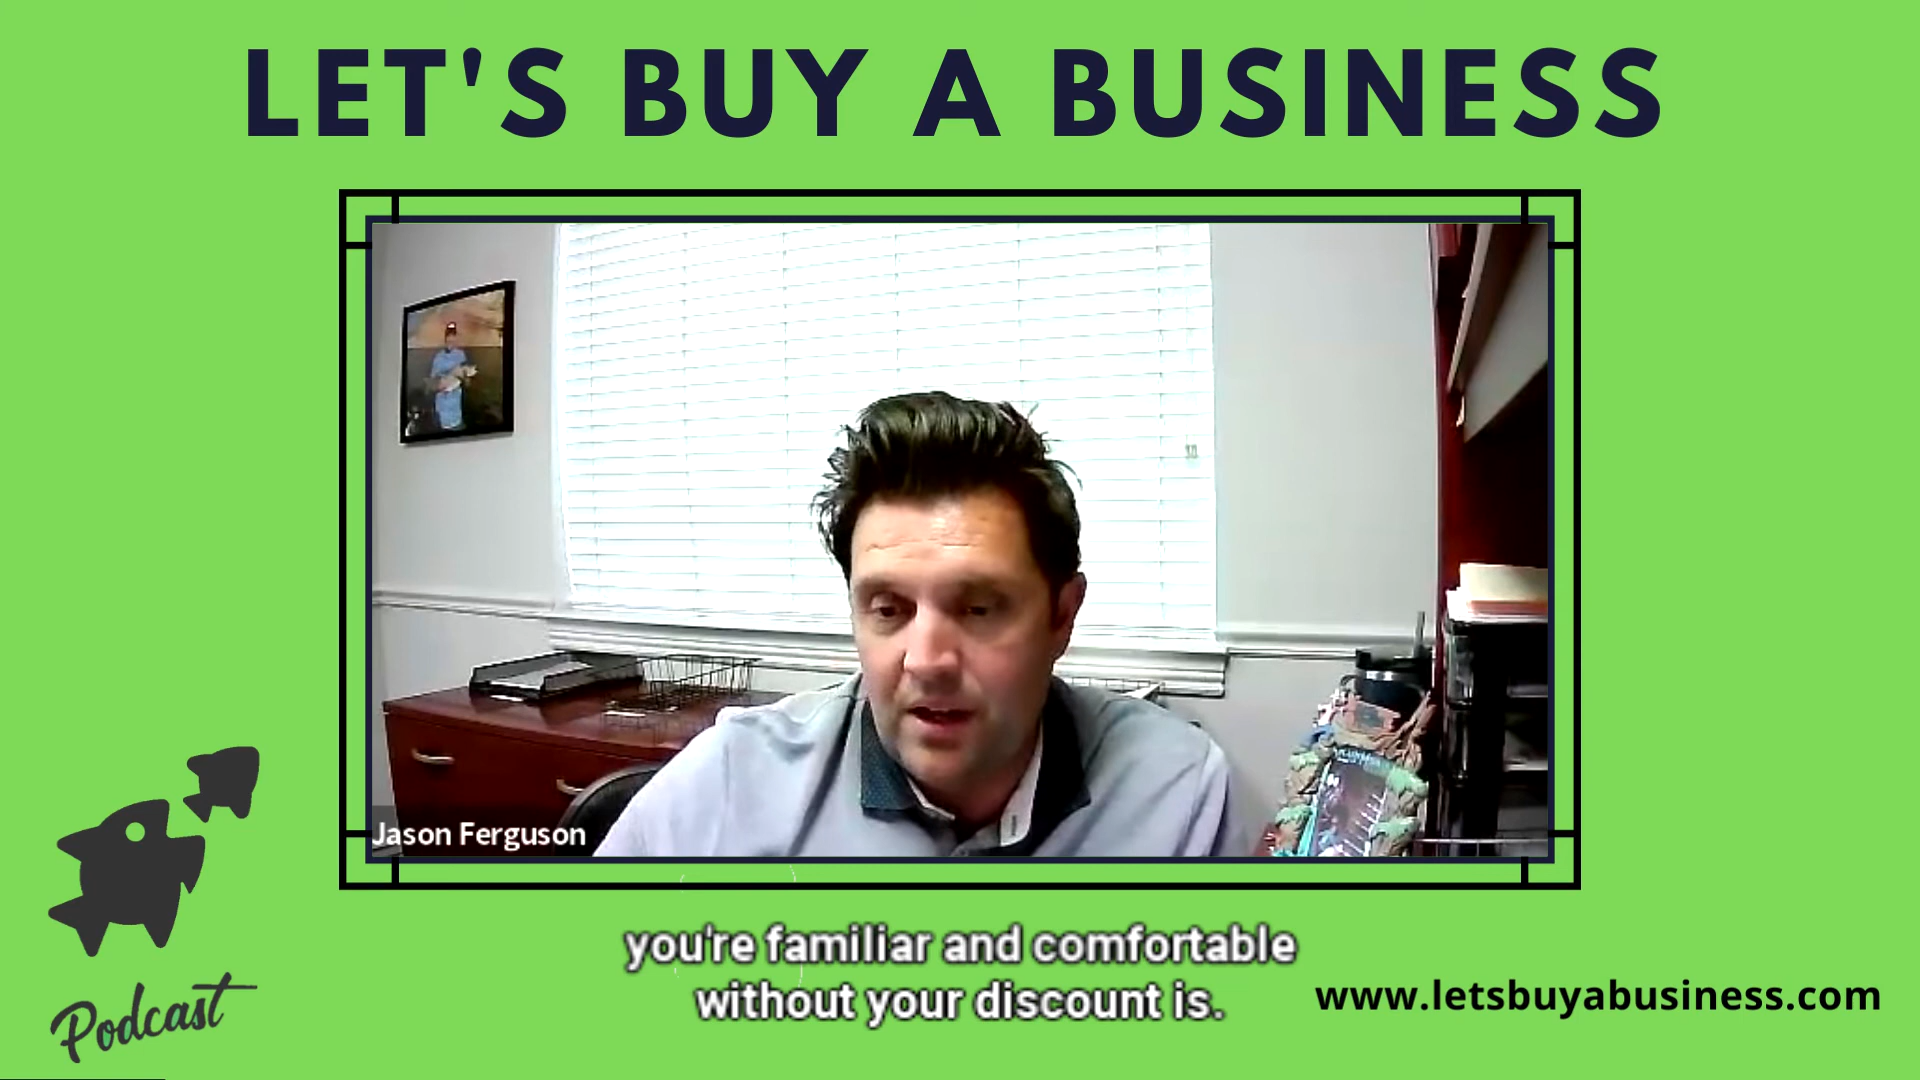 LET'S BUY A BUSINESS
Jason Ferguson
you're familiar and comfortable
without your discount is.
www.letsbuyabusiness.com
Podcast